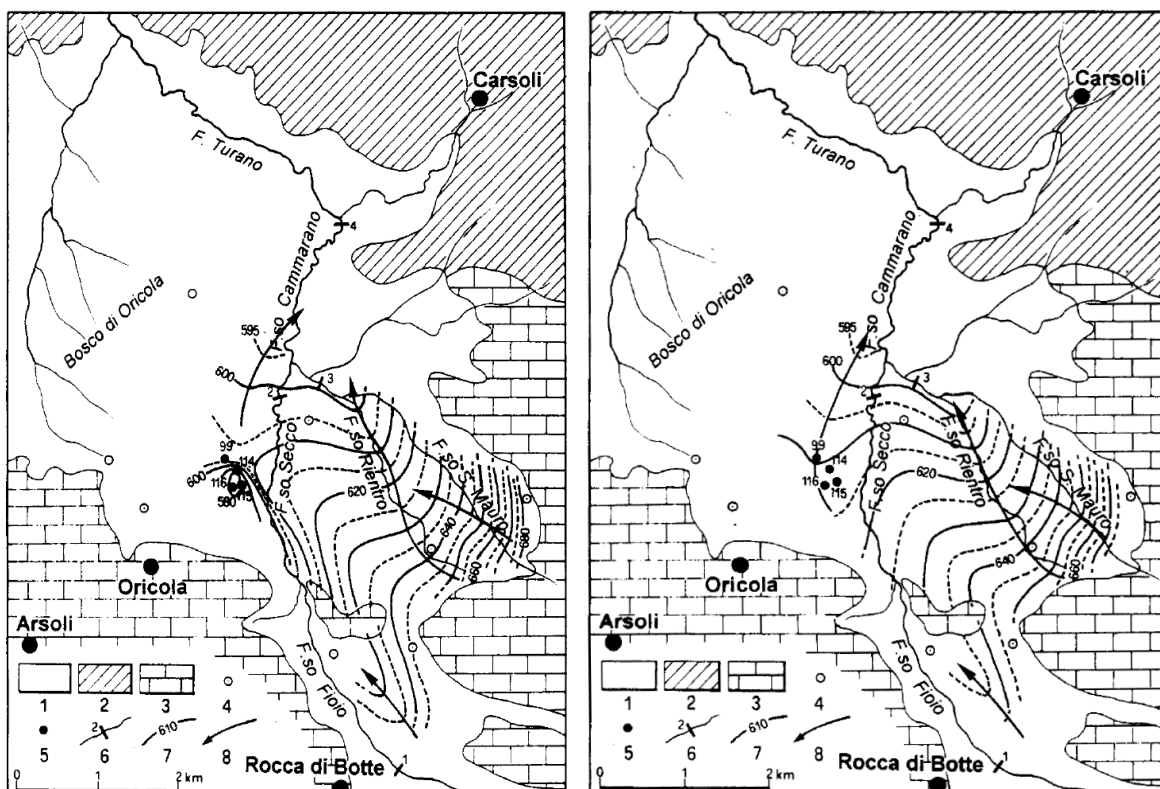 Carsoli
F. Turano
4
F.so Cammarano
Bosco di Oricola
595
600
3
2
99
114
600
116
115
580
F.so Secco
F.so Rientro
F.so S. Mauro
620
640
660
680
Oricola
Arsoli
F.so Fioio
1
2
3
4
2
610
5
6
7
8
Rocca di Botte
1
0
1
2 km
Carsoli
F. Turano
4
F.so Cammarano
Bosco di Oricola
595
600
3
2
99
114
116
115
F.so Secco
F.so Rientro
F.so S. Mauro
620
640
660
680
Oricola
Arsoli
F.so Fioio
1
2
3
4
2
610
5
6
7
8
Rocca di Botte
1
0
1
2 km